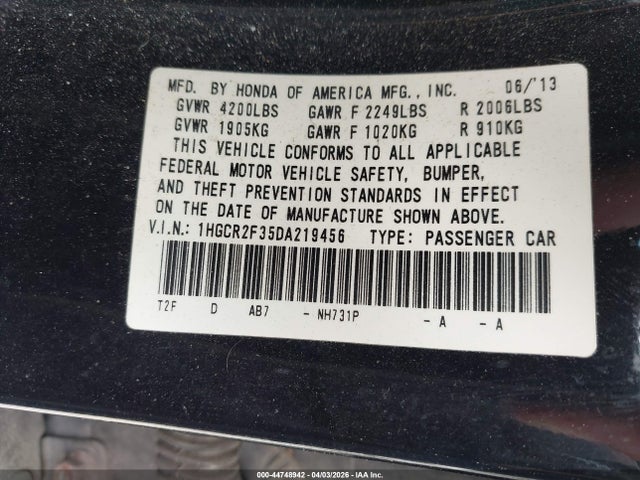 MFD. BY HONDA OF AMERICA MFG., INC. 06/'13
GVWR 4200LBS GAWR F 2249LBS R 2006LBS
GVWR 1905KG GAWR F 1020KG R 910KG
THIS VEHICLE CONFORMS TO ALL APPLICABLE
FEDERAL MOTOR VEHICLE SAFETY, BUMPER,
AND THEFT PREVENTION STANDARDS IN EFFECT
ON THE DATE OF MANUFACTURE SHOWN ABOVE.
V.I.N.: 1HGCR2F35DA219456 TYPE: PASSENGER CAR
T2F D AB7 - NH731P - A - A
000-44748942 - 04/03/2026 - IAA Inc.